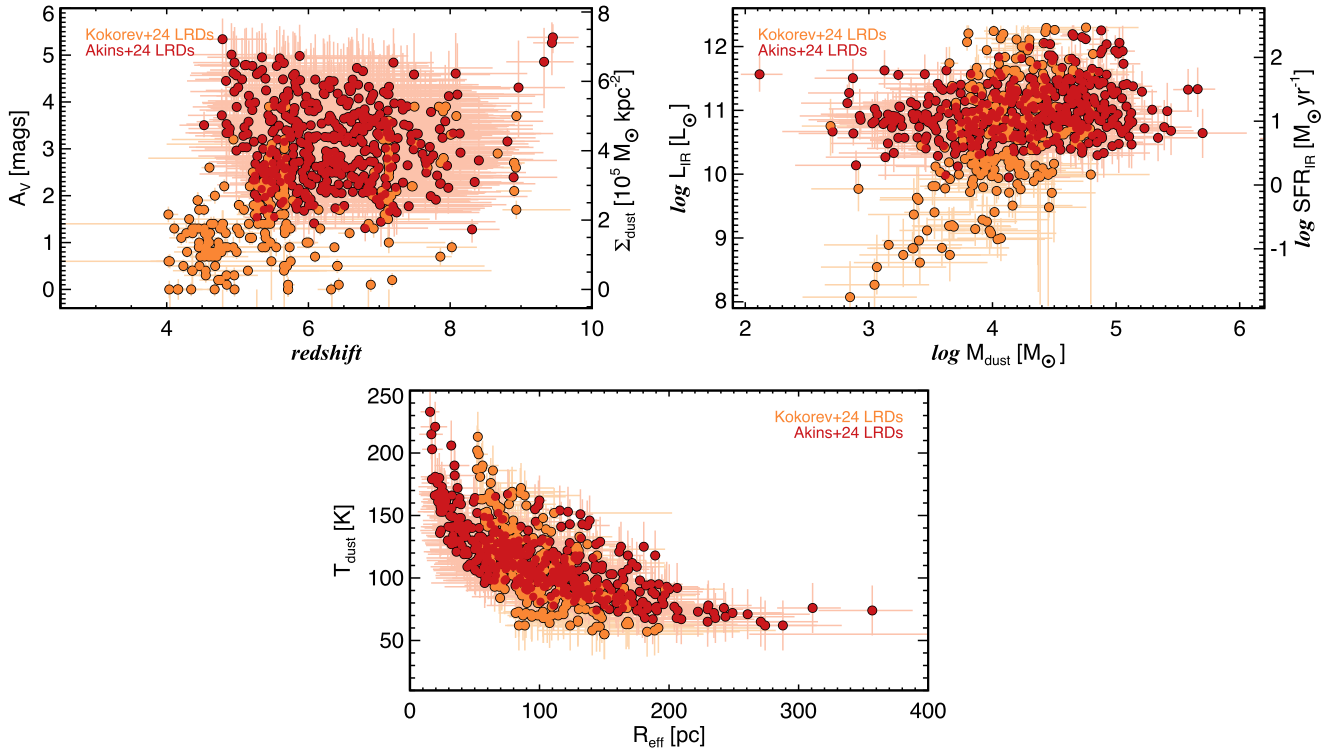 Kokorev+24 LRDs
Akins+24 LRDs
A_V [mags]
6
5
4
3
2
1
0
8
6
4
2
0
Σ_dust [10^5 M_⊙ kpc^-2]
4 6 8 10
redshift
Kokorev+24 LRDs
Akins+24 LRDs
log L_IR [L_⊙]
12
11
10
9
8
2
1
0
-1
log SFR_IR [M_⊙ yr^-1]
2 3 4 5 6
log M_dust [M_⊙]
Kokorev+24 LRDs
Akins+24 LRDs
T_dust [K]
250
200
150
100
50
0 100 200 300 400
R_eff [pc]